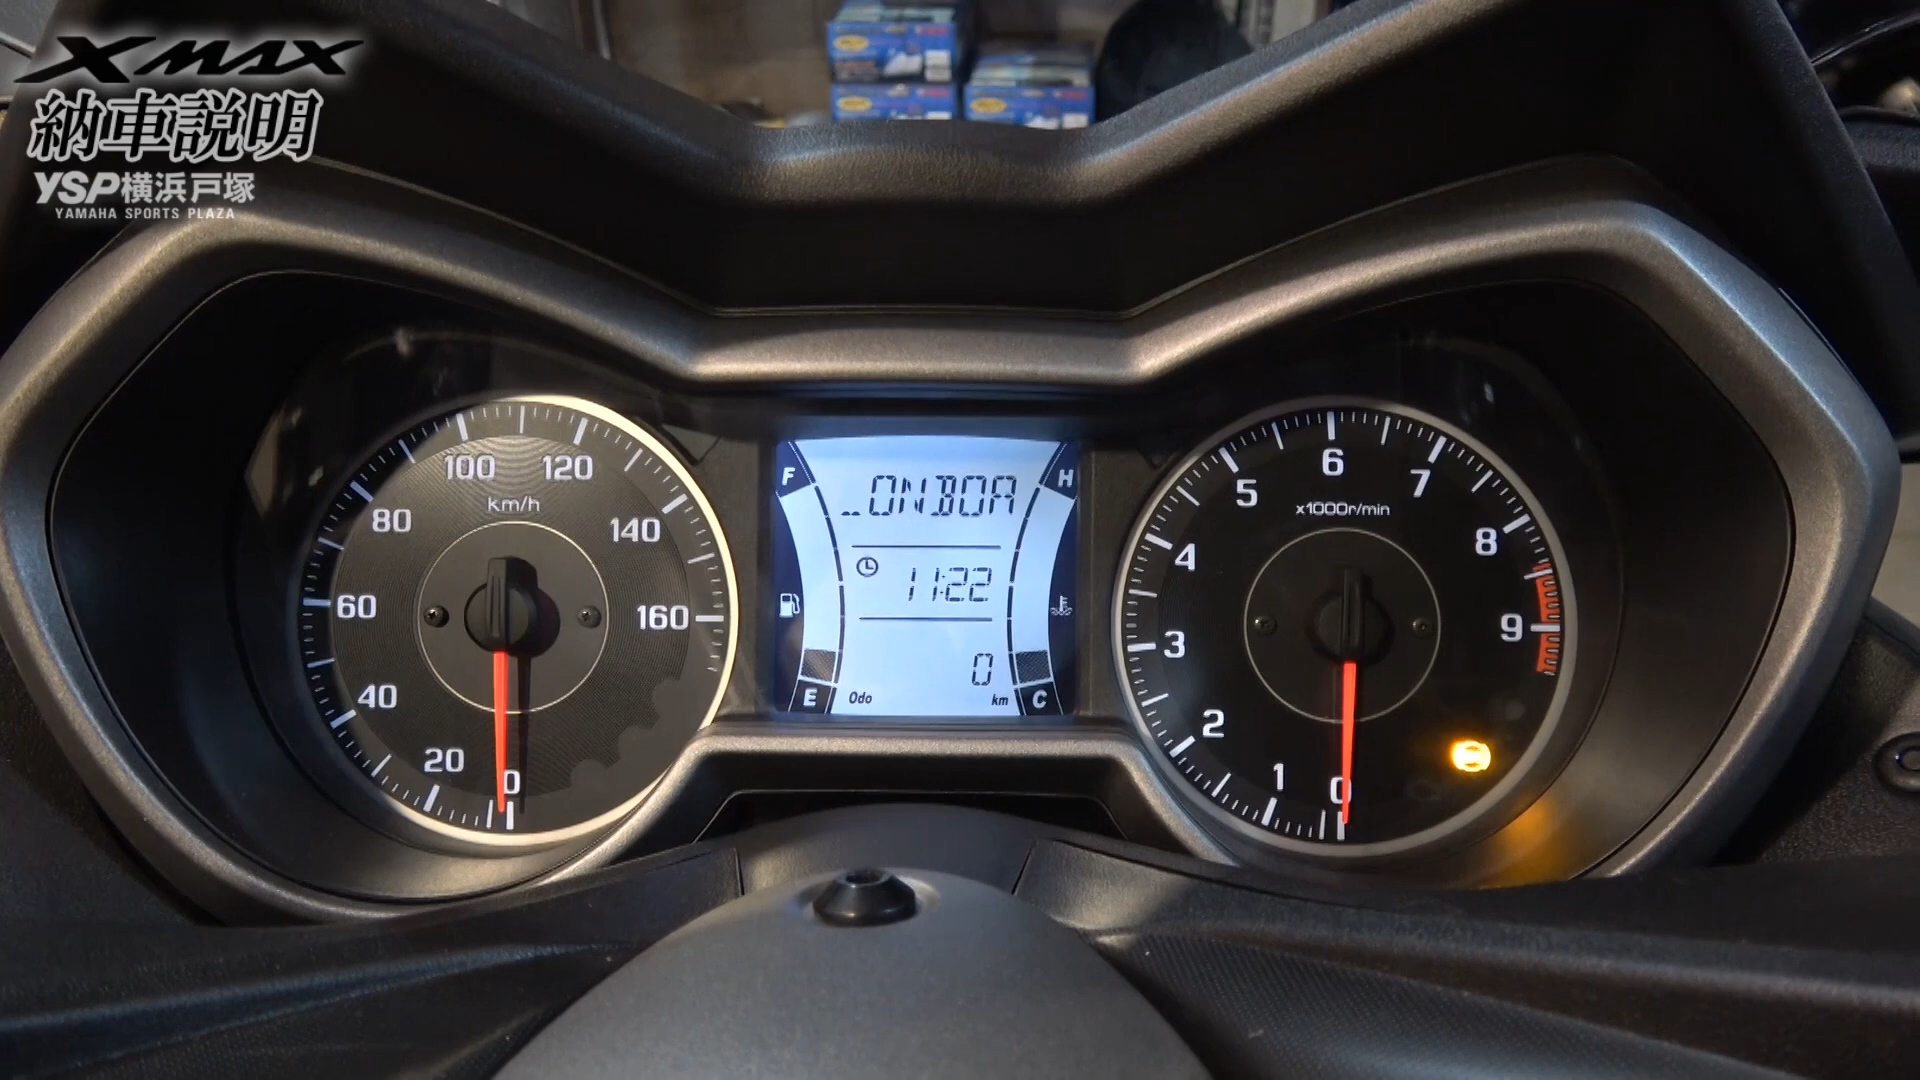 XMAX
納車説明
YSP横浜戸塚
YAMAHA SPORTS PLAZA
0 20 40 60 80 100 120 140 160
km/h
F
H
_ONBOA
11:22
0
E
Odo
km
C
0 1 2 3 4 5 6 7 8 9
x1000r/min